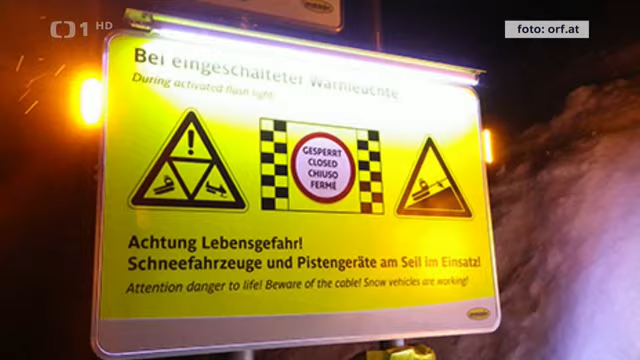 1 HD
foto: orf.at
Bei eingeschalteter Warnleuchte
During activated flash light:
GESPERRT
CLOSED
CHIUSO
FERMÉ
Achtung Lebensgefahr!
Schneefahrzeuge und Pistengeräte am Seil im Einsatz!
Attention danger to life! Beware of the cable! Snow vehicles are working!